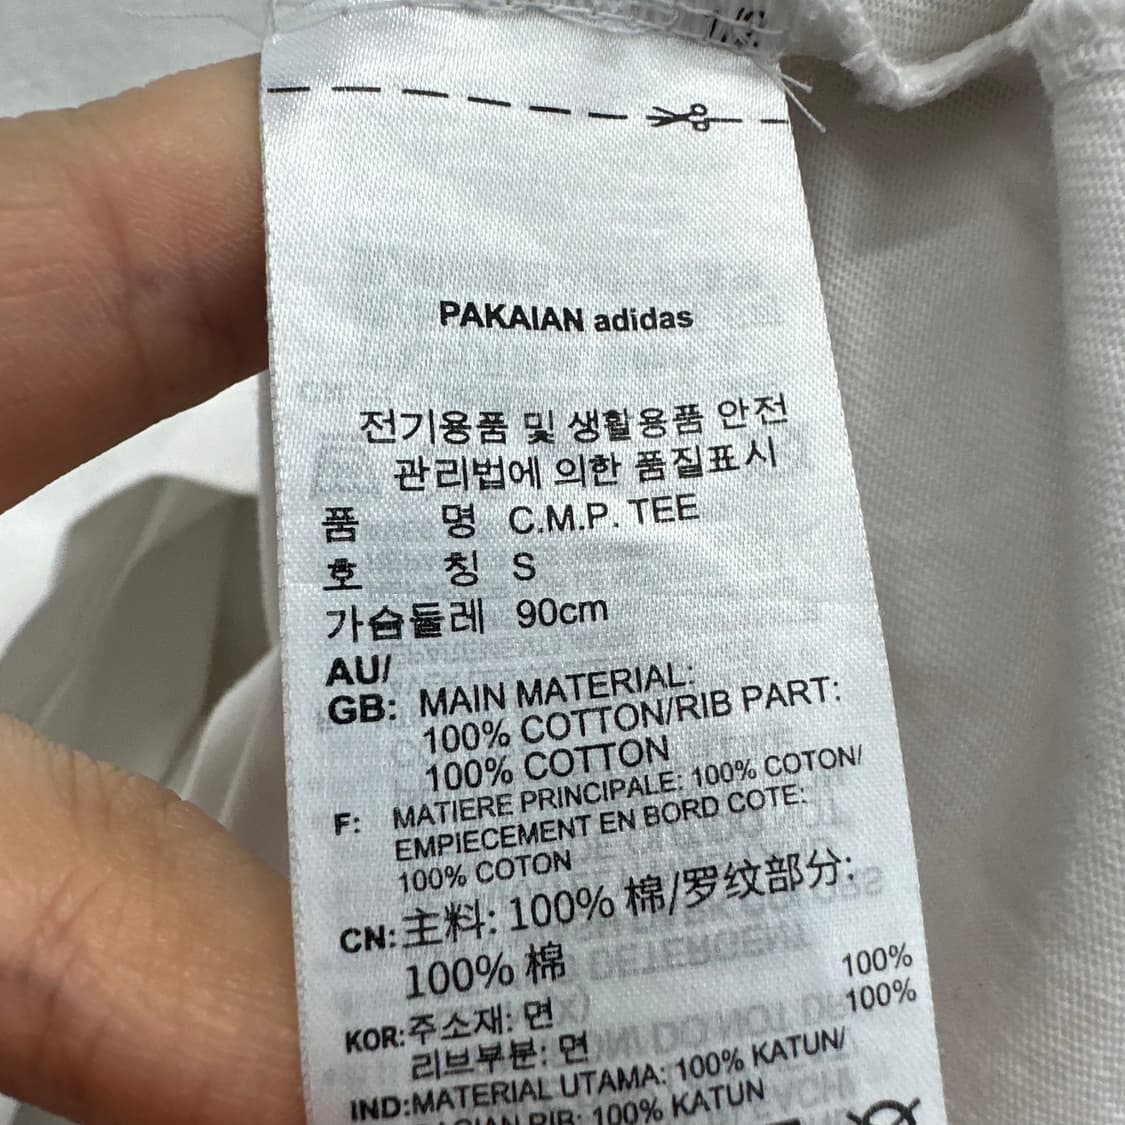 PAKAIAN adidas
전기용품 및 생활용품 안전
관리법에 의한 품질표시
품 명 C.M.P. TEE
호 칭 S
가슴둘레 90cm
AU/
GB: MAIN MATERIAL:
100% COTTON/RIB PART:
100% COTTON
F: MATIERE PRINCIPALE: 100% COTON/
EMPIECEMENT EN BORD COTE:
100% COTON
CN: 主料: 100% 棉/罗纹部分:
100% 棉
KOR: 주소재: 면 100%
리브부분: 면 100%
IND: MATERIAL UTAMA: 100% KATUN/
RIB: 100% KATUN